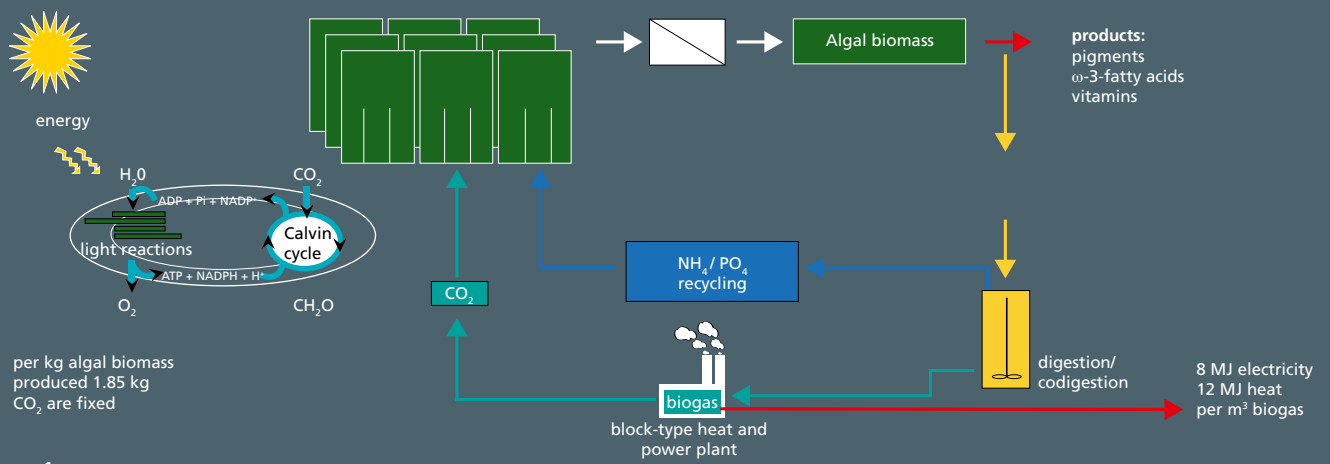 energy
H₂0
CO₂
ADP + Pi + NADP⁺
light reactions
Calvin
cycle
ATP + NADPH + H⁺
O₂
CH₂O
per kg algal biomass
produced 1.85 kg
CO₂ are fixed
Algal biomass
products:
pigments
ω-3-fatty acids
vitamins
NH₄/ PO₄
recycling
CO₂
biogas
block-type heat and
power plant
digestion/
codigestion
8 MJ electricity
12 MJ heat
per m³ biogas